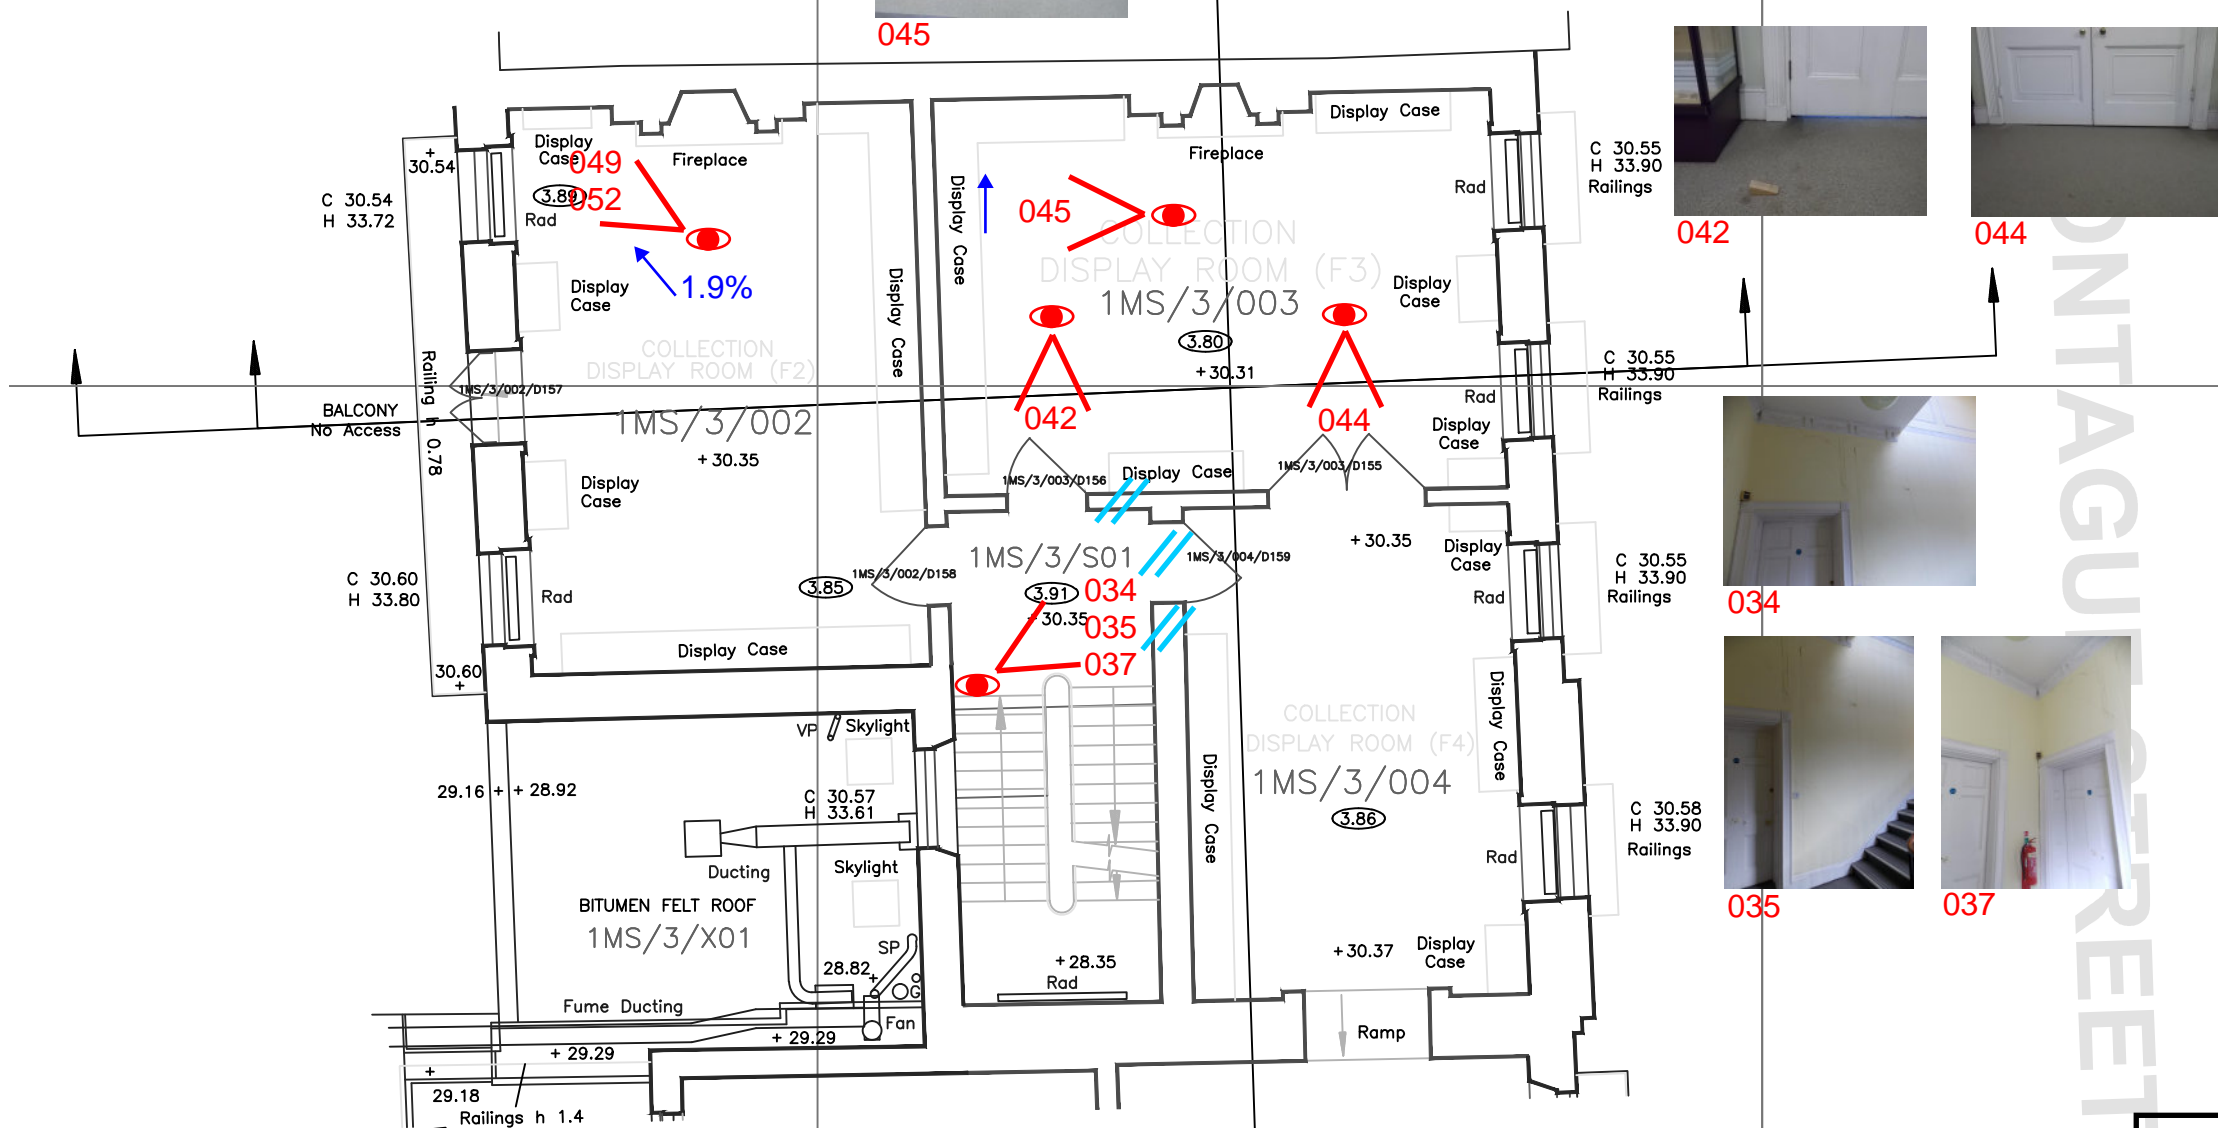 045
Display Case
Display
Case
049
052
3.89
Rad
Fireplace
1.9%
+
30.54
C 30.54
H 33.72
Display
Case
Display Case
COLLECTION
DISPLAY ROOM (F2)
1MS/3/002
+ 30.35
1MS/3/002/D157
Railing h 0.78
BALCONY
No Access
Display
Case
C 30.60
H 33.80
Rad
3.85
1MS/3/002/D158
Display Case
30.60
+
Display Case
045
Fireplace
COLLECTION
DISPLAY ROOM (F3)
1MS/3/003
3.80
+ 30.31
042
044
Rad
Display
Case
Rad
Display
Case
1MS/3/003/D156
Display Case
1MS/3/003/D155
C 30.55
H 33.90
Railings
C 30.55
H 33.90
Railings
1MS/3/S01
3.91
+ 30.35
034
035
037
1MS/3/004/D159
+ 30.35
Display
Case
Rad
C 30.55
H 33.90
Railings
COLLECTION
DISPLAY ROOM (F4)
1MS/3/004
3.86
Display Case
Display Case
Rad
C 30.58
H 33.90
Railings
+ 30.37
Display
Case
Ramp
+ 28.35
Rad
VP
Skylight
29.16 + + 28.92
C 30.57
H 33.61
Ducting
Skylight
BITUMEN FELT ROOF
1MS/3/X01
SP
28.82
+
G
Fume Ducting
Fan
+ 29.29
+ 29.29
+
29.18
Railings h 1.4
042
044
034
035
037
ONTAGUE STREET